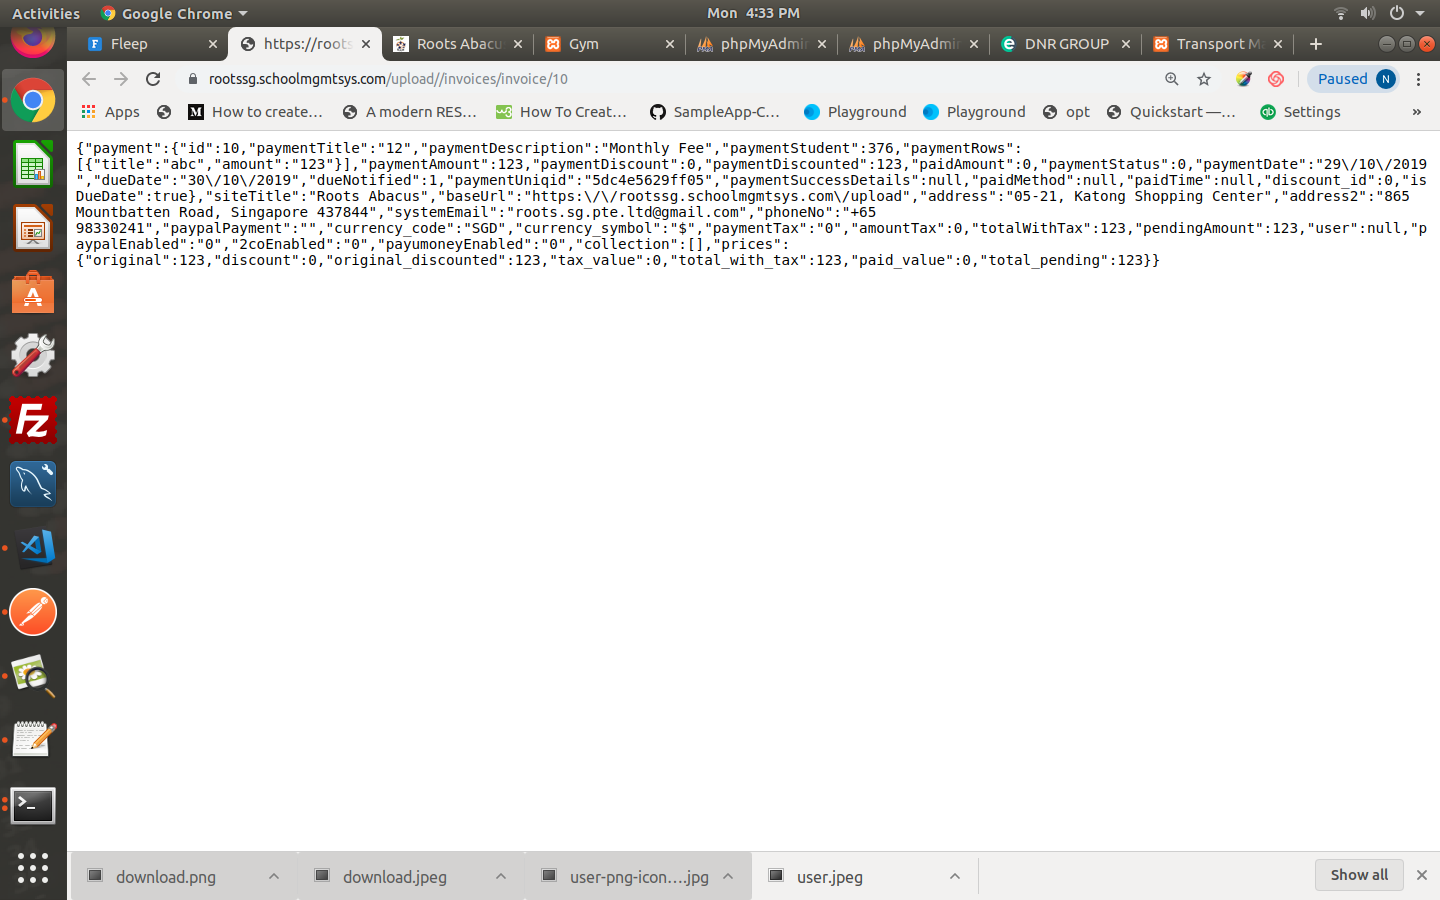 Activities Google Chrome Mon 4:33 PM
Fleep https://roots Roots Abacu Gym phpMyAdmi phpMyAdmi DNR GROUP Transport M
rootssg.schoolmgmtsys.com/upload//invoices/invoice/10 Paused N
Apps How to create… A modern RES… How To Creat… SampleApp-C… Playground Playground opt Quickstart —… Settings »
{"payment":{"id":10,"paymentTitle":"12","paymentDescription":"Monthly Fee","paymentStudent":376,"paymentRows":
[{"title":"abc","amount":"123"}],"paymentAmount":123,"paymentDiscount":0,"paymentDiscounted":123,"paidAmount":0,"paymentStatus":0,"paymentDate":"29\/10\/2019
","dueDate":"30\/10\/2019","dueNotified":1,"paymentUniqid":"5dc4e5629ff05","paymentSuccessDetails":null,"paidMethod":null,"paidTime":null,"discount_id":0,"is
DueDate":true},"siteTitle":"Roots Abacus","baseUrl":"https:\/\/rootssg.schoolmgmtsys.com\/upload","address":"05-21, Katong Shopping Center","address2":"865
Mountbatten Road, Singapore 437844","systemEmail":"roots.sg.pte.ltd@gmail.com","phoneNo":"+65
98330241","paypalPayment":"","currency_code":"SGD","currency_symbol":"$","paymentTax":"0","amountTax":0,"totalWithTax":123,"pendingAmount":123,"user":null,"p
aypalEnabled":"0","2coEnabled":"0","payumoneyEnabled":"0","collection":[],"prices":
{"original":123,"discount":0,"original_discounted":123,"tax_value":0,"total_with_tax":123,"paid_value":0,"total_pending":123}}
download.png download.jpeg user-png-icon….jpg user.jpeg Show all